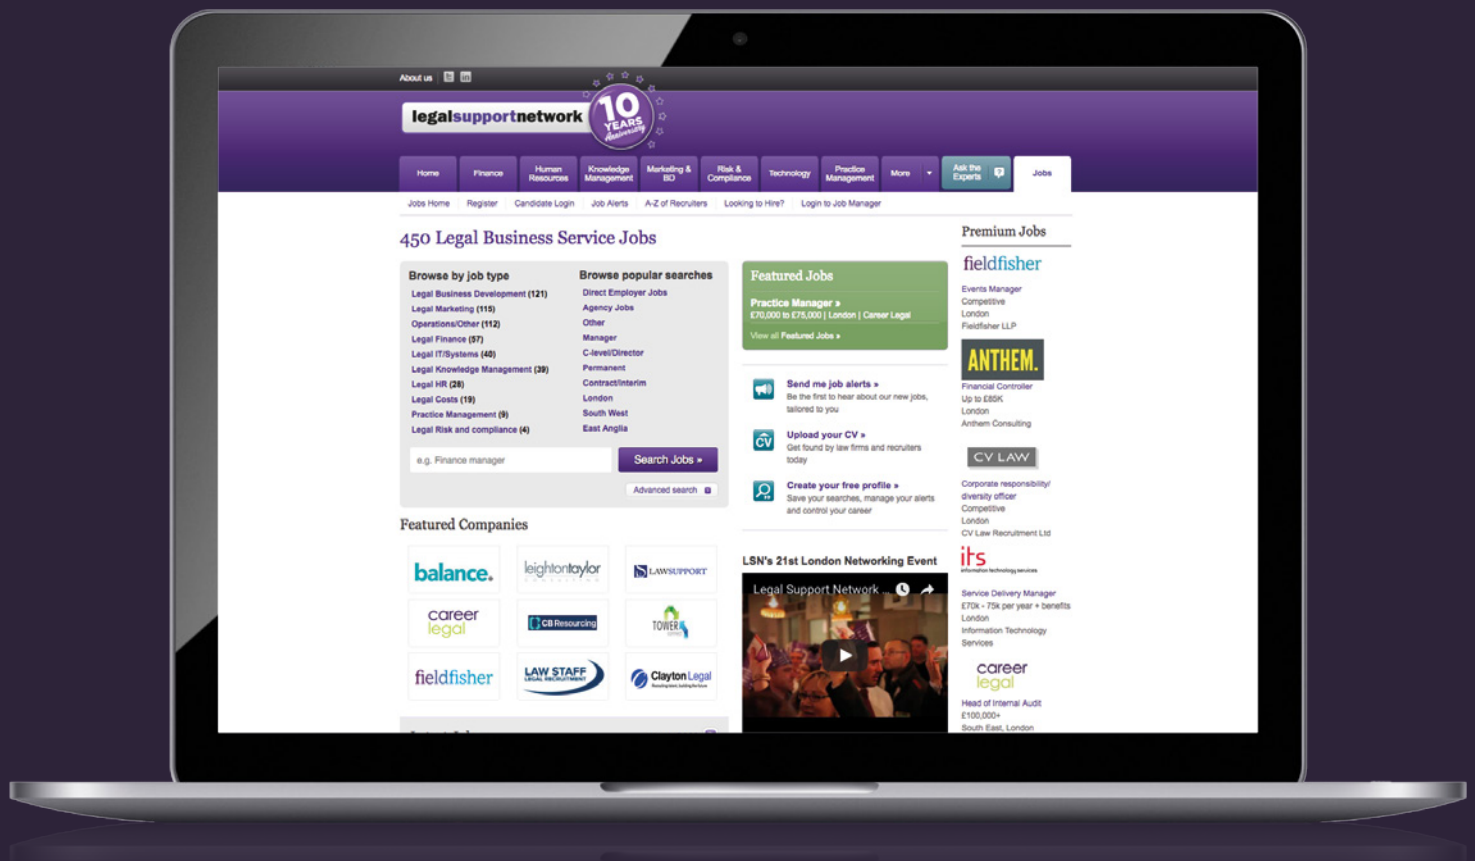 About us
legalsupportnetwork
10
YEARS
Anniversary
Home
Finance
Human
Resources
Knowledge
Management
Marketing &
BD
Risk &
Compliance
Technology
Practice
Management
More
Ask the
Experts
Jobs
Jobs Home
Register
Candidate Login
Job Alerts
A-Z of Recruiters
Looking to Hire?
Login to Job Manager
450 Legal Business Service Jobs
Browse by job type
Legal Business Development (121)
Legal Marketing (115)
Operations/Other (112)
Legal Finance (57)
Legal IT/Systems (40)
Legal Knowledge Management (39)
Legal HR (28)
Legal Costs (19)
Practice Management (9)
Legal Risk and compliance (4)
Browse popular searches
Direct Employer Jobs
Agency Jobs
Other
Manager
C-level/Director
Permanent
Contract/Interim
London
South West
East Anglia
e.g. Finance manager
Search Jobs »
Advanced search
Featured Companies
balance.
leightontaylor
CONSULTING
LAWSUPPORT
career
legal
CB Resourcing
TOWER
fieldfisher
LAW STAFF
LEGAL RECRUITMENT
Clayton Legal
Recruiting talent, building the future
Featured Jobs
Practice Manager »
£70,000 to £75,000 | London | Career Legal
View all Featured Jobs »
Send me job alerts »
Be the first to hear about our new jobs,
tailored to you
CV
Upload your CV »
Get found by law firms and recruiters
today
Create your free profile »
Save your searches, manage your alerts
and control your career
LSN's 21st London Networking Event
Legal Support Network ...
Premium Jobs
fieldfisher
Events Manager
Competitive
London
Fieldfisher LLP
ANTHEM.
Financial Controller
Up to £85K
London
Anthem Consulting
CV LAW
Corporate responsibility/
diversity officer
Competitive
London
CV Law Recruitment Ltd
its
information technology services
Service Delivery Manager
£70k - 75k per year + benefits
London
Information Technology
Services
career
legal
Head of Internal Audit
£100,000+
South East, London